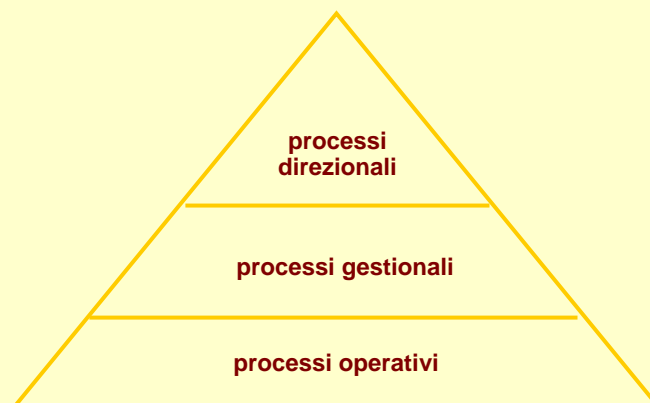 processi
direzionali
processi gestionali
processi operativi